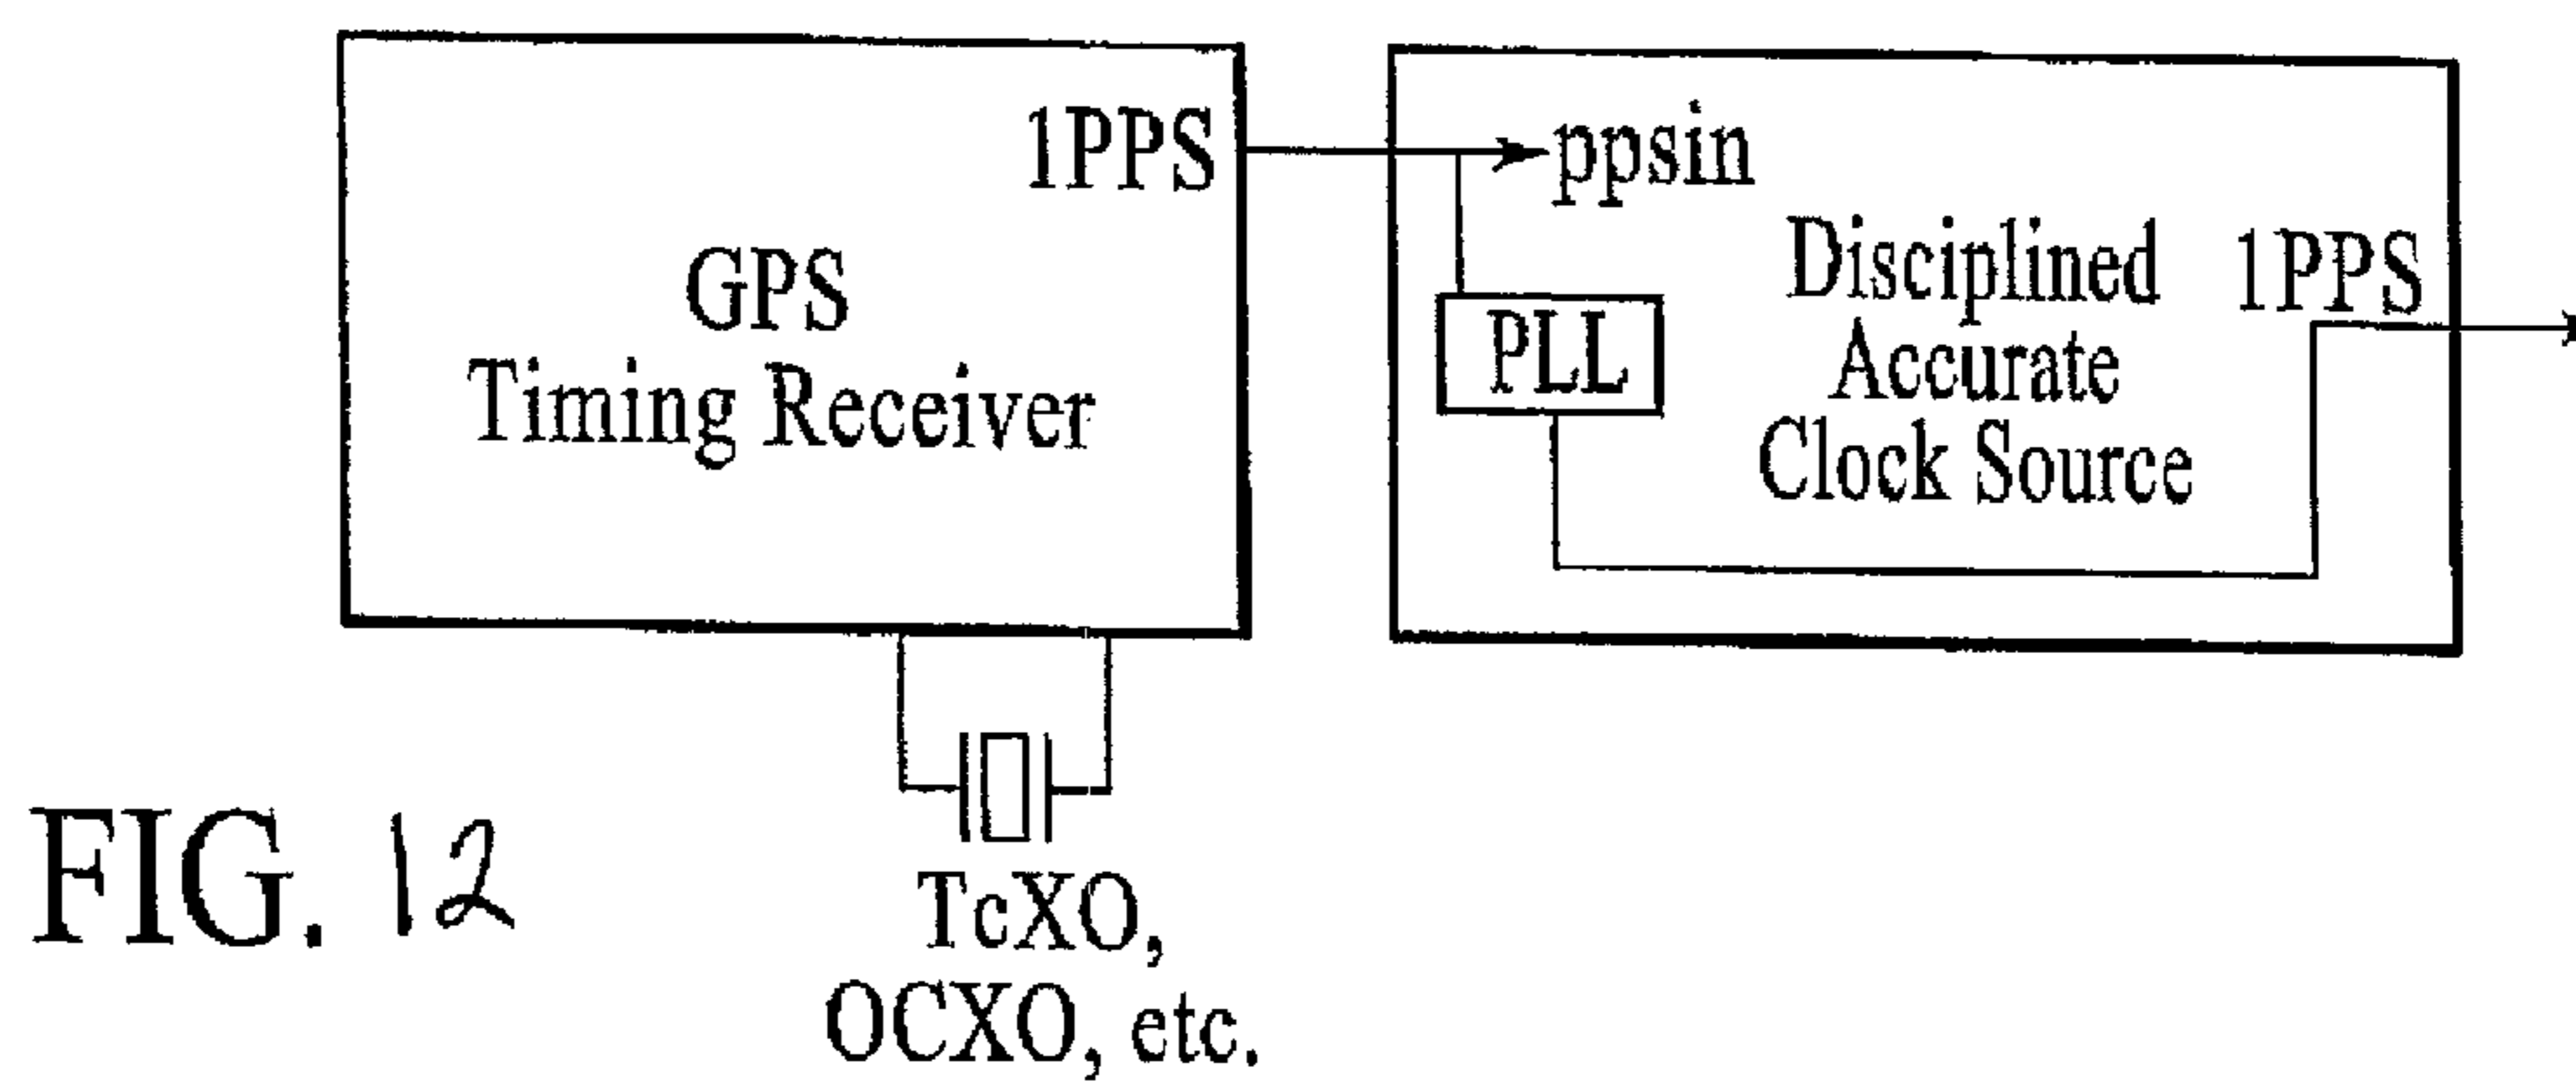 1PPS
GPS
Timing Receiver
ppsin
PLL
Disciplined
Accurate
Clock Source
1PPS
TcXO,
OCXO, etc.
FIG. 12